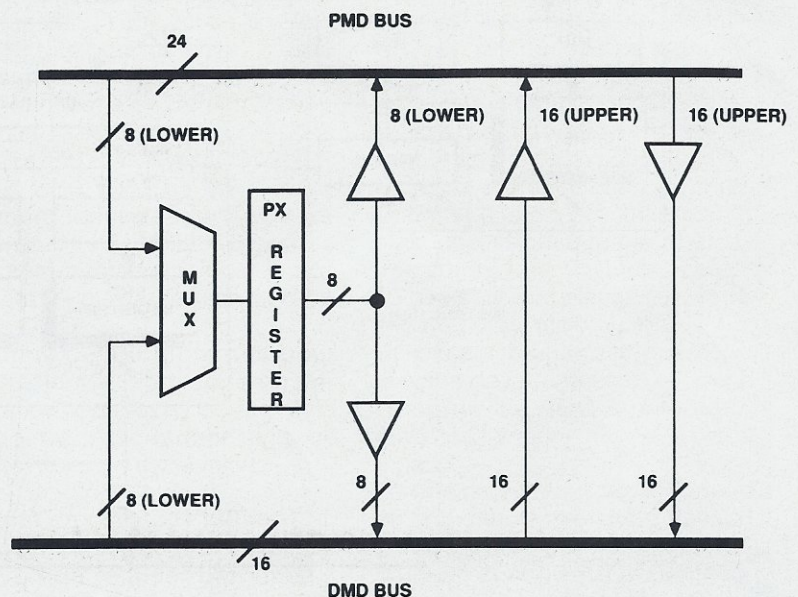 PMD BUS
24
8 (LOWER)
8 (LOWER)
16 (UPPER)
16 (UPPER)
MUX
PX REGISTER
8
8 (LOWER)
8
16
16
16
DMD BUS